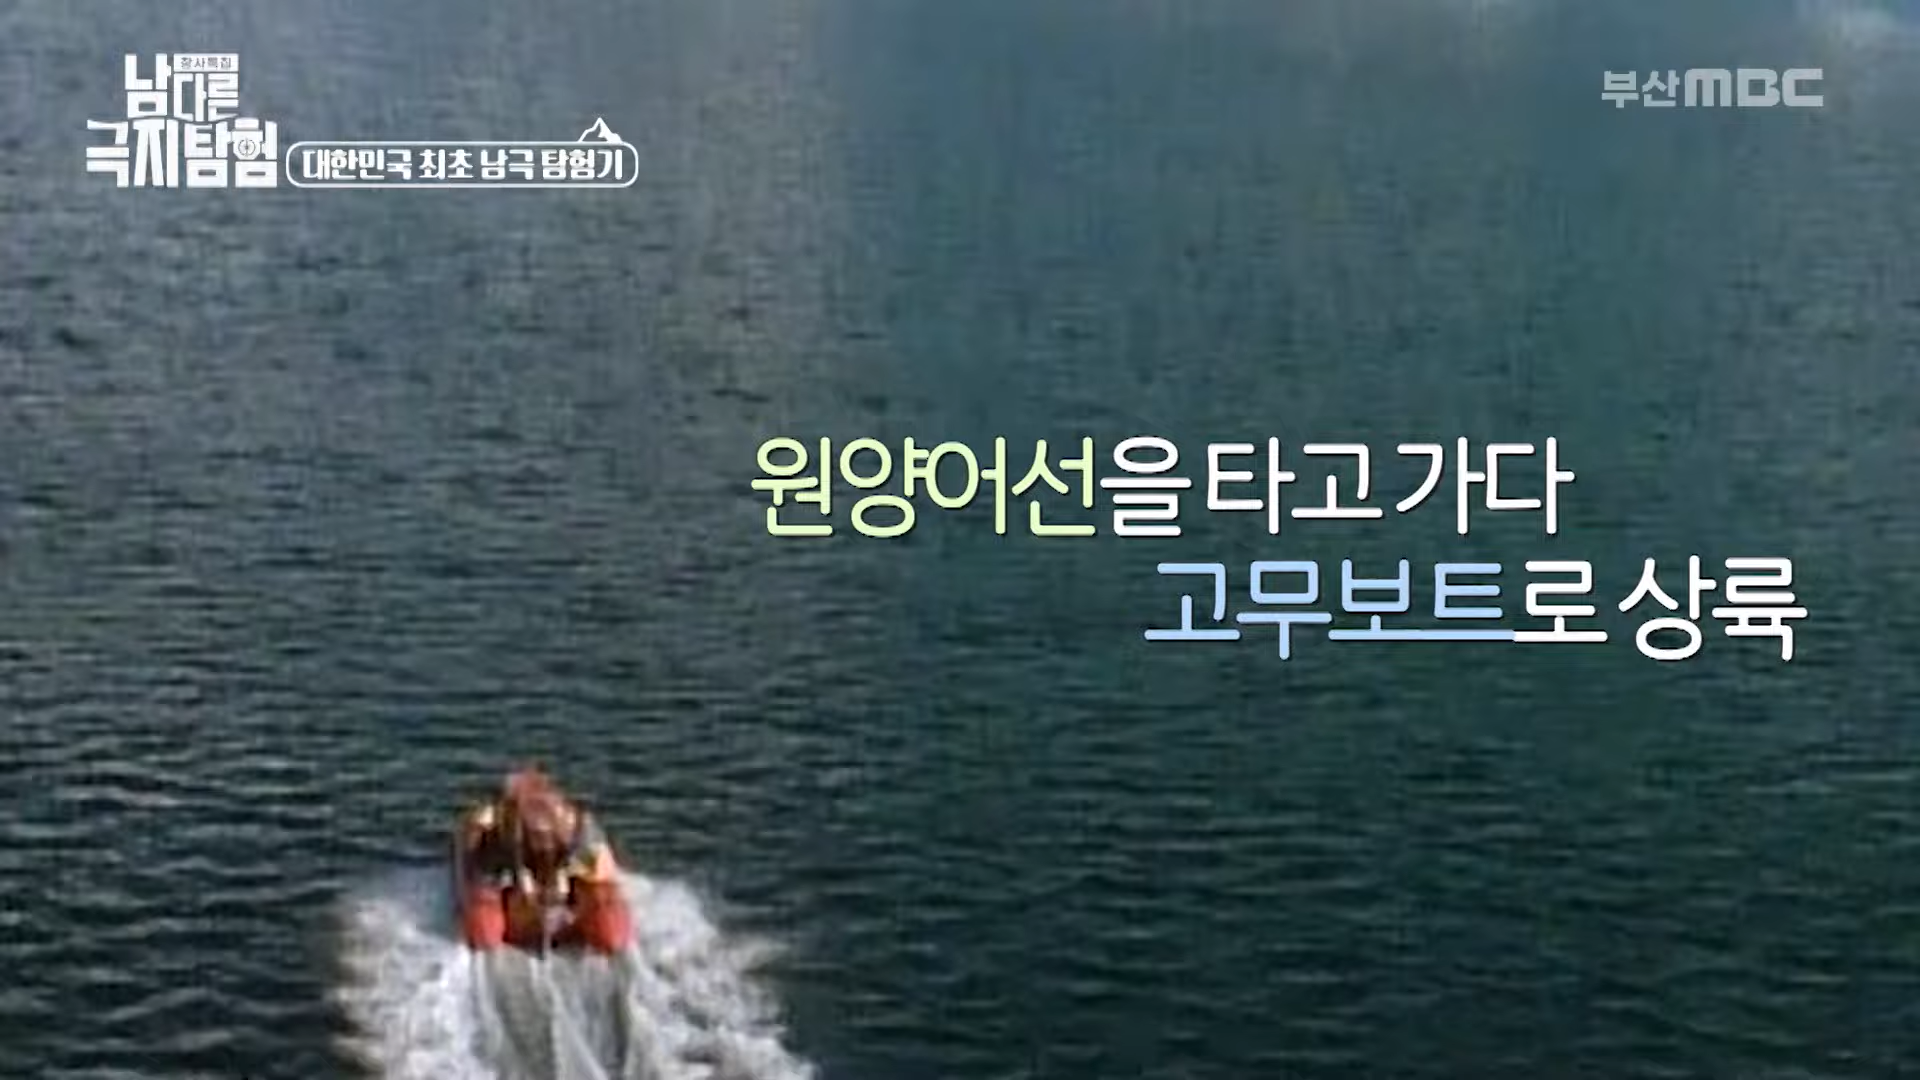 창사특집
남다른
극지탐험
대한민국 최초 남극 탐험기
부산MBC
원양어선을 타고 가다
고무보트로 상륙